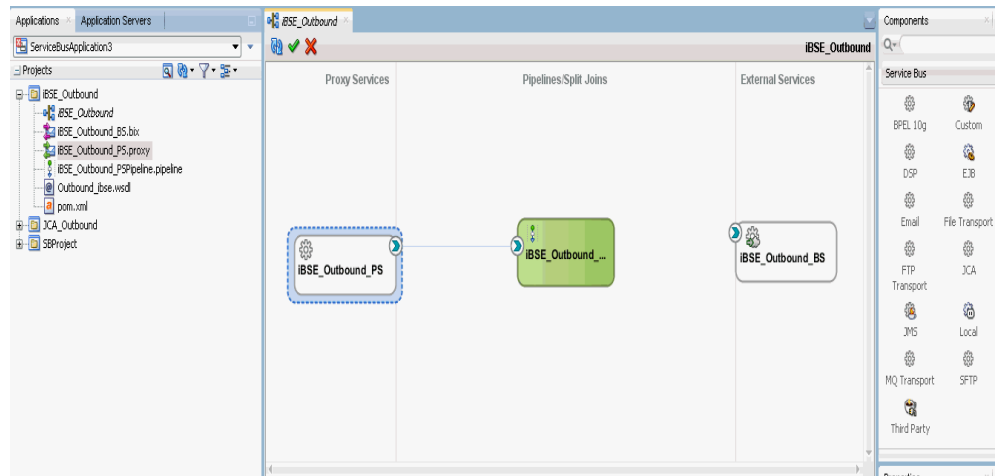 Applications
Application Servers
ServiceBusApplication3
Projects
iBSE_Outbound
iBSE_Outbound
iBSE_Outbound_BS.bix
iBSE_Outbound_PS.proxy
iBSE_Outbound_PSPipeline.pipeline
Outbound_ibse.wsdl
pom.xml
JCA_Outbound
SBProject
iBSE_Outbound
iBSE_Outbound
Proxy Services
Pipelines/Split Joins
External Services
iBSE_Outbound_PS
iBSE_Outbound_...
iBSE_Outbound_BS
Components
Service Bus
BPEL 10g
Custom
DSP
EJB
Email
File Transport
FTP
Transport
JCA
JMS
Local
MQ Transport
SFTP
Third Party